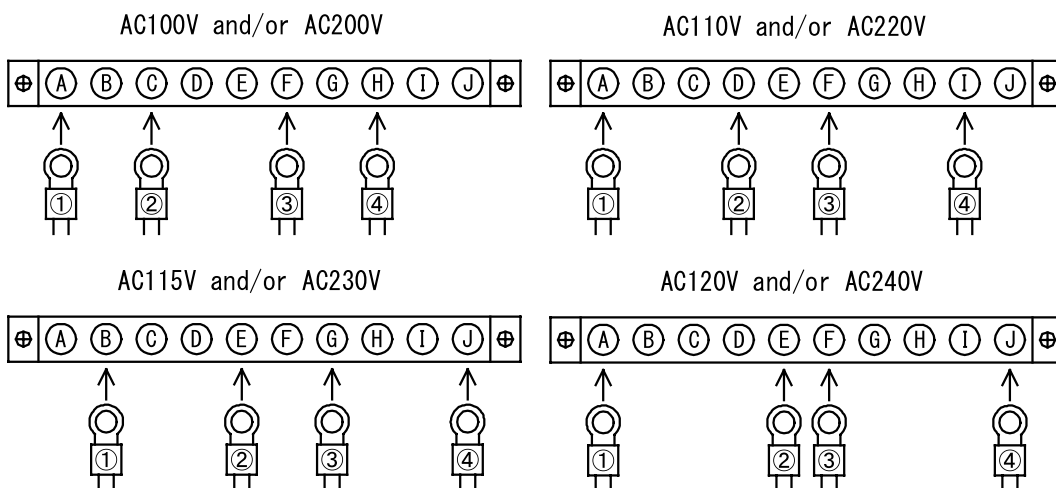 AC100V and/or AC200V
A B C D E F G H I J
① ② ③ ④
AC110V and/or AC220V
A B C D E F G H I J
① ② ③ ④
AC115V and/or AC230V
A B C D E F G H I J
① ② ③ ④
AC120V and/or AC240V
A B C D E F G H I J
① ② ③ ④